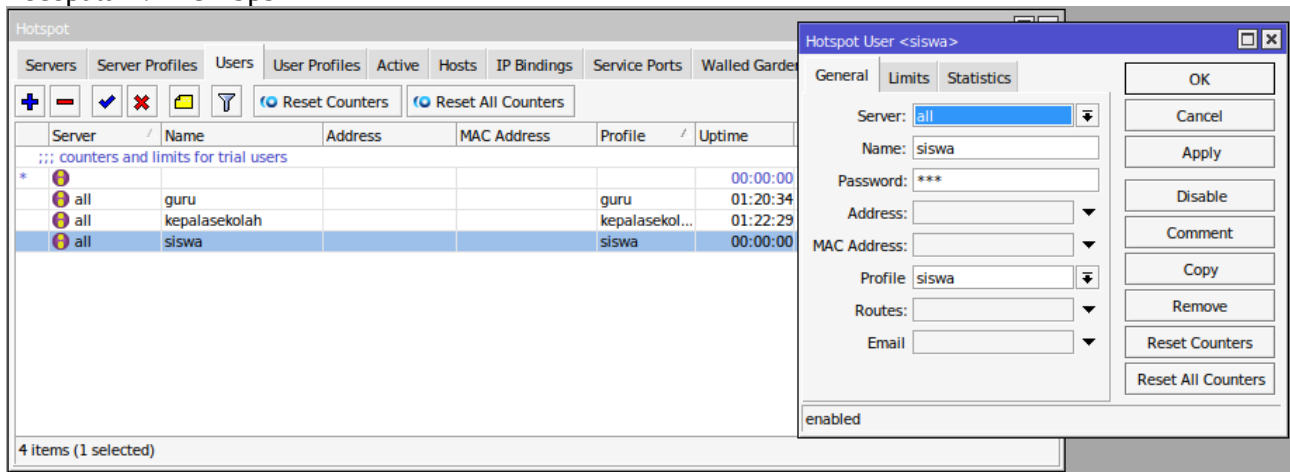 Hotspot
Servers Server Profiles Users User Profiles Active Hosts IP Bindings Service Ports Walled Garden
Reset Counters Reset All Counters
Server Name Address MAC Address Profile Uptime
;;; counters and limits for trial users
* 00:00:00
all guru guru 01:20:34
all kepalasekolah kepalasekol... 01:22:29
all siswa siswa 00:00:00
4 items (1 selected)
Hotspot User <siswa>
General Limits Statistics
Server: all
Name: siswa
Password: ***
Address:
MAC Address:
Profile siswa
Routes:
Email
OK
Cancel
Apply
Disable
Comment
Copy
Remove
Reset Counters
Reset All Counters
enabled